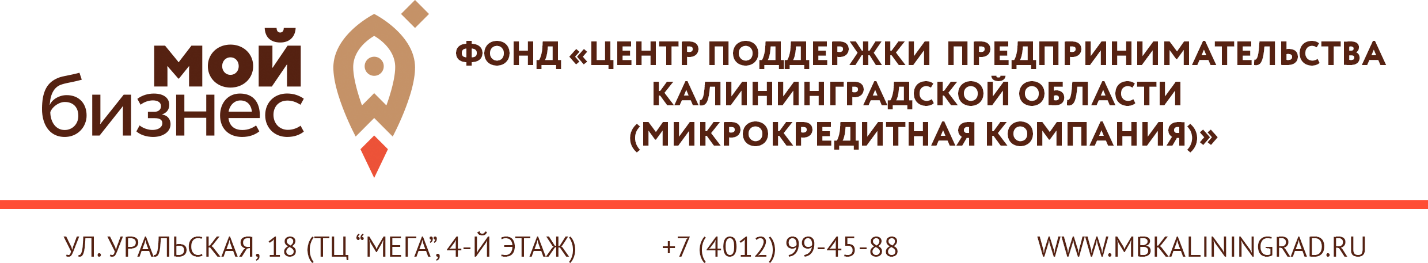 мой
бизнес
ФОНД «ЦЕНТР ПОДДЕРЖКИ ПРЕДПРИНИМАТЕЛЬСТВА
КАЛИНИНГРАДСКОЙ ОБЛАСТИ
(МИКРОКРЕДИТНАЯ КОМПАНИЯ)»
УЛ. УРАЛЬСКАЯ, 18 (ТЦ “МЕГА”, 4-Й ЭТАЖ) +7 (4012) 99-45-88 WWW.MBKALININGRAD.RU